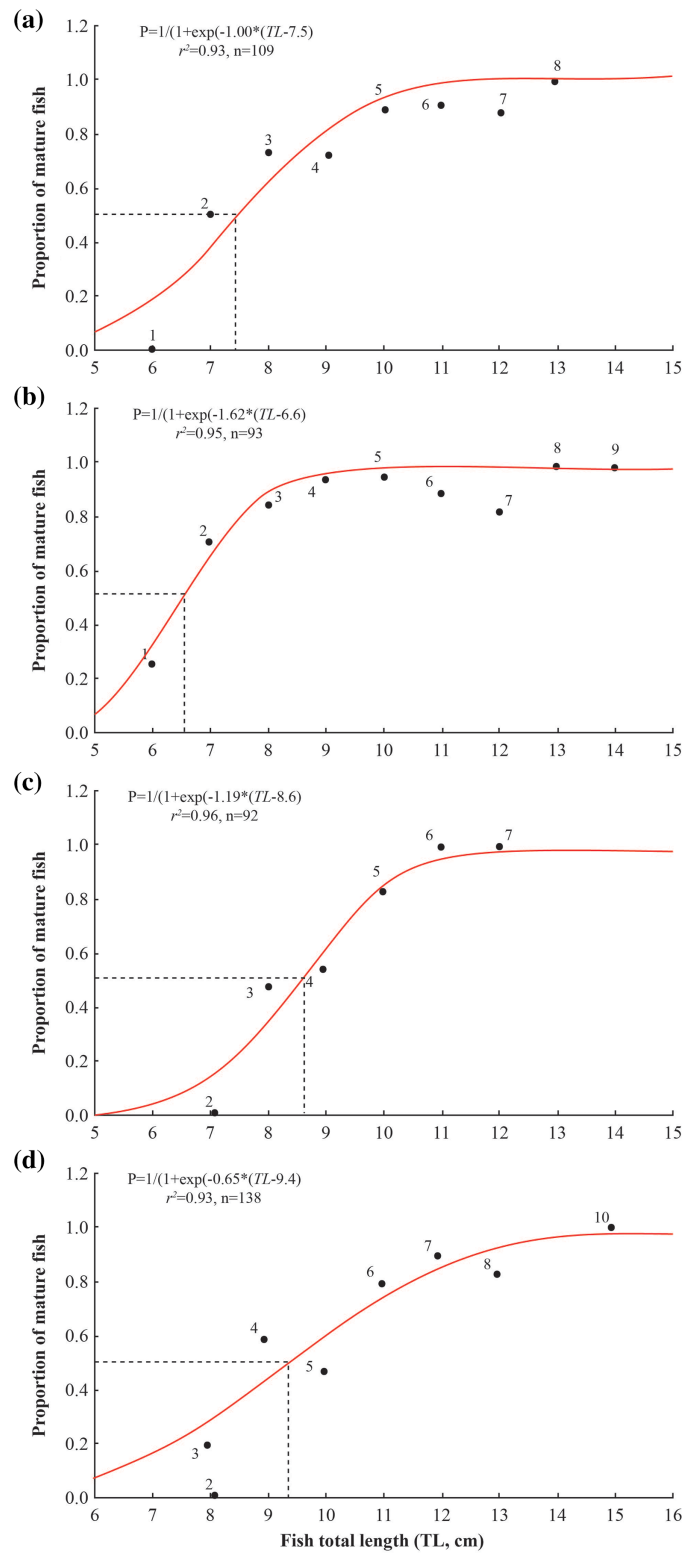 (a)
P=1/(1+exp(-1.00*(TL-7.5)
r²=0.93, n=109
Proportion of mature fish
1.2
1.0
0.8
0.6
0.4
0.2
0.0
1 2 3 4 5 6 7 8
5 6 7 8 9 10 11 12 13 14 15
(b)
P=1/(1+exp(-1.62*(TL-6.6)
r²=0.95, n=93
Proportion of mature fish
1.2
1.0
0.8
0.6
0.4
0.2
0.0
1 2 3 4 5 6 7 8 9
5 6 7 8 9 10 11 12 13 14 15
(c)
P=1/(1+exp(-1.19*(TL-8.6)
r²=0.96, n=92
Proportion of mature fish
1.2
1.0
0.8
0.6
0.4
0.2
0.0
2 3 4 5 6 7
5 6 7 8 9 10 11 12 13 14 15
(d)
P=1/(1+exp(-0.65*(TL-9.4)
r²=0.93, n=138
Proportion of mature fish
1.2
1.0
0.8
0.6
0.4
0.2
0.0
2 3 4 5 6 7 8 10
6 7 8 9 10 11 12 13 14 15 16
Fish total length (TL, cm)